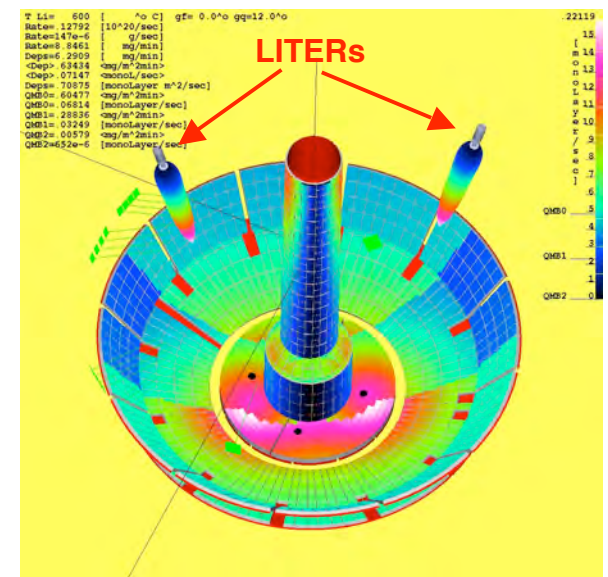 T Li= 600 [ ^o C] gf= 0.0^o gq=12.0^o
Rate=.12792 [10^20/sec]
Rate=147e-6 [ g/sec]
Rate=8.8461 [ mg/min]
Deps=6.2909 [ mg/min]
<Dep>.63434 <mg/m^2min>
<Dep>.07147 <monoL/sec>
Deps=.70875 [monoLayer m^2/sec]
QMB0=.60477 <mg/m^2min>
QMB0=.06814 [monoLayer/sec]
QMB1=.28836 <mg/m^2min>
QMB1=.03249 [monoLayer/sec]
QMB2=.00579 <mg/m^2min>
QMB2=652e-6 [monoLayer/sec]
LITERs
.22119
[monoLayer/sec]
15
14
13
12
11
.10
.9
.8
.7
.6
.5
.4
.3
.2
.1
0
QMB0
QMB1
QMB2